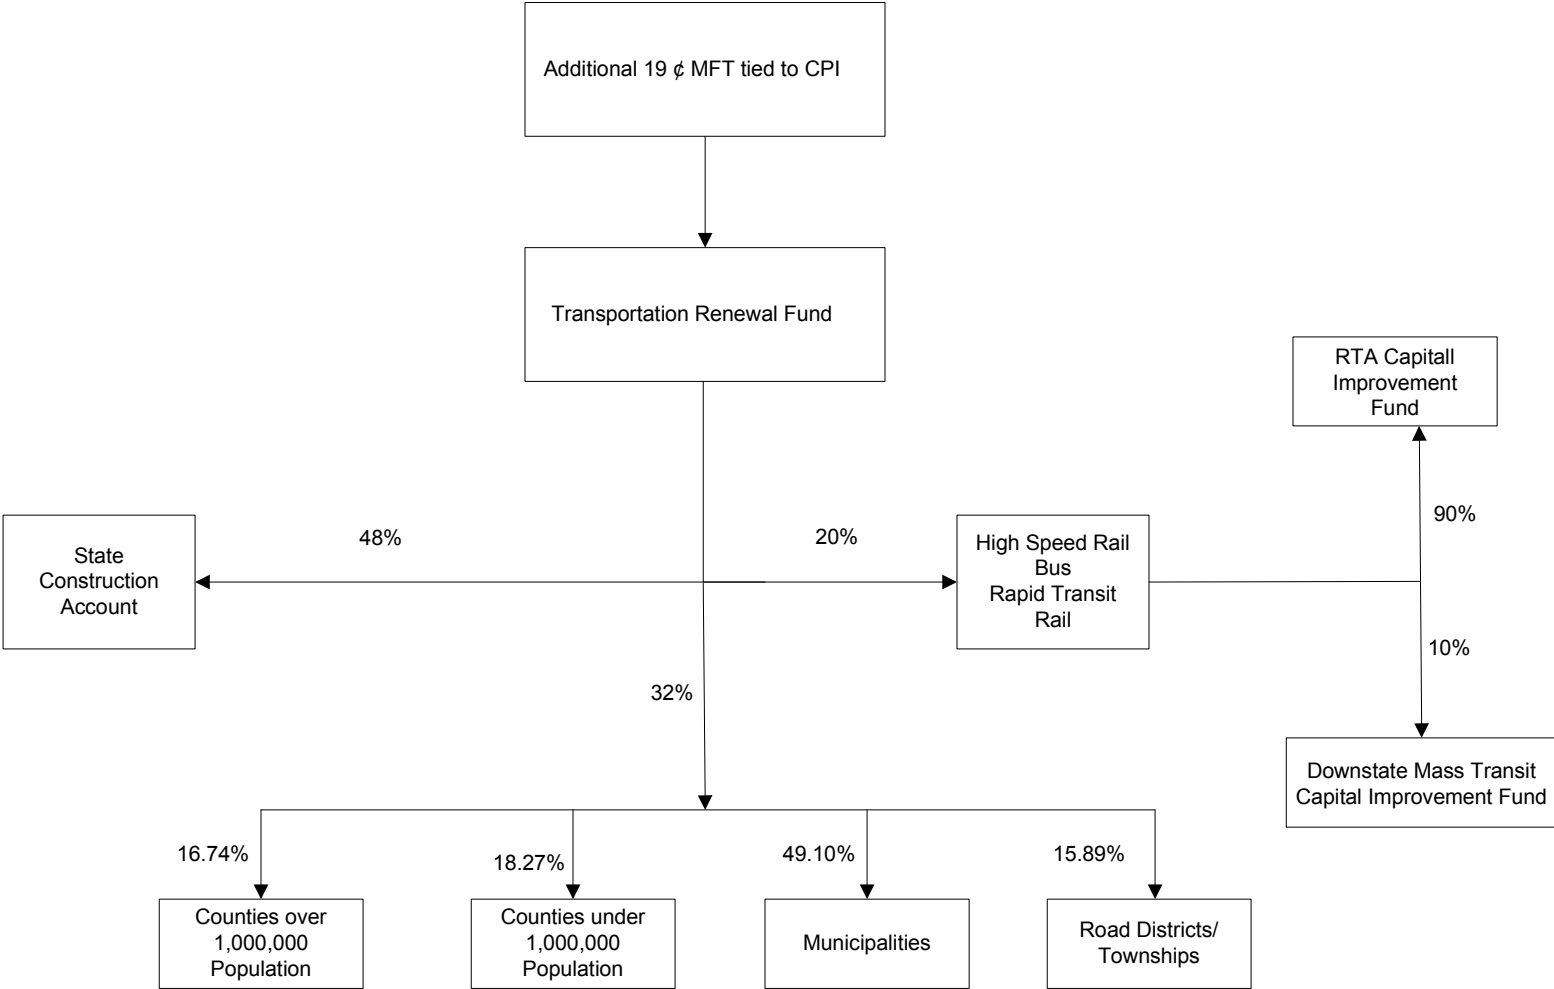 Additional 19 ¢ MFT tied to CPI
Transportation Renewal Fund
RTA Capitall
Improvement
Fund
90%
48%
20%
State
Construction
Account
High Speed Rail
Bus
Rapid Transit
Rail
10%
32%
Downstate Mass Transit
Capital Improvement Fund
16.74%
18.27%
49.10%
15.89%
Counties over
1,000,000
Population
Counties under
1,000,000
Population
Municipalities
Road Districts/
Townships